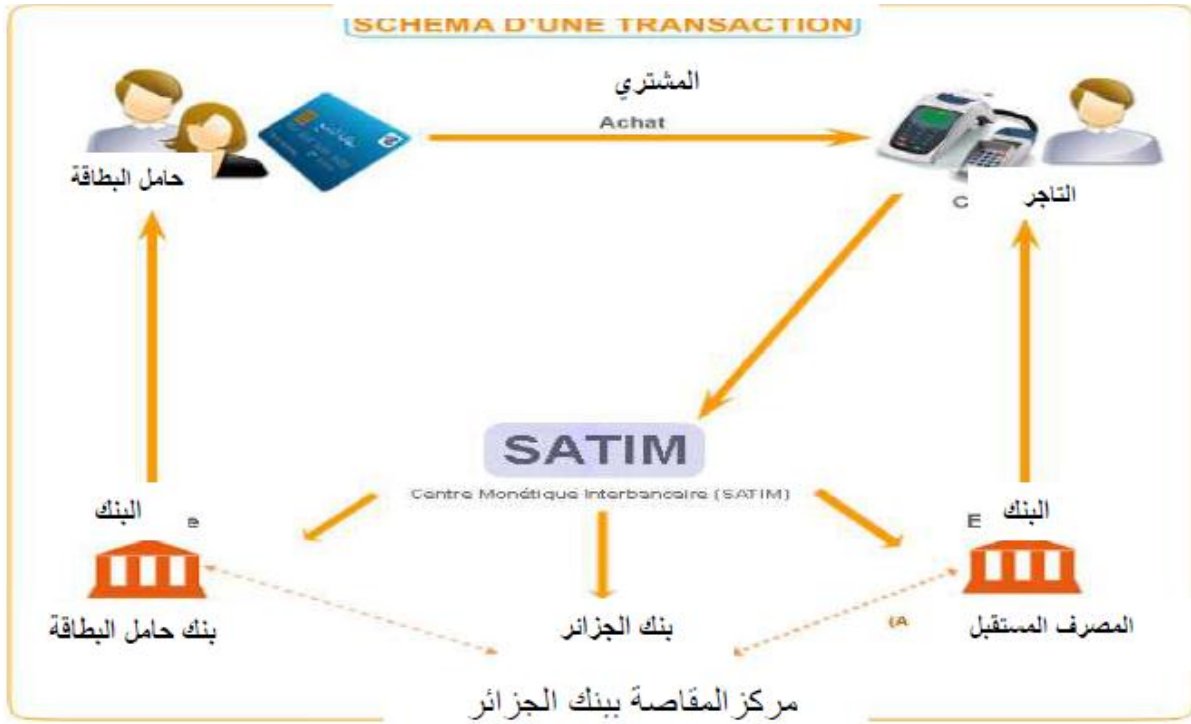 SCHEMA D'UNE TRANSACTION
المشتري
Achat
حامل البطاقة
التاجر
C
SATIM
Centre Monétique Interbancaire (SATIM)
البنك
e
البنك
E
بنك حامل البطاقة
بنك الجزائر
(A
المصرف المستقبل
مركز المقاصة ببنك الجزائر